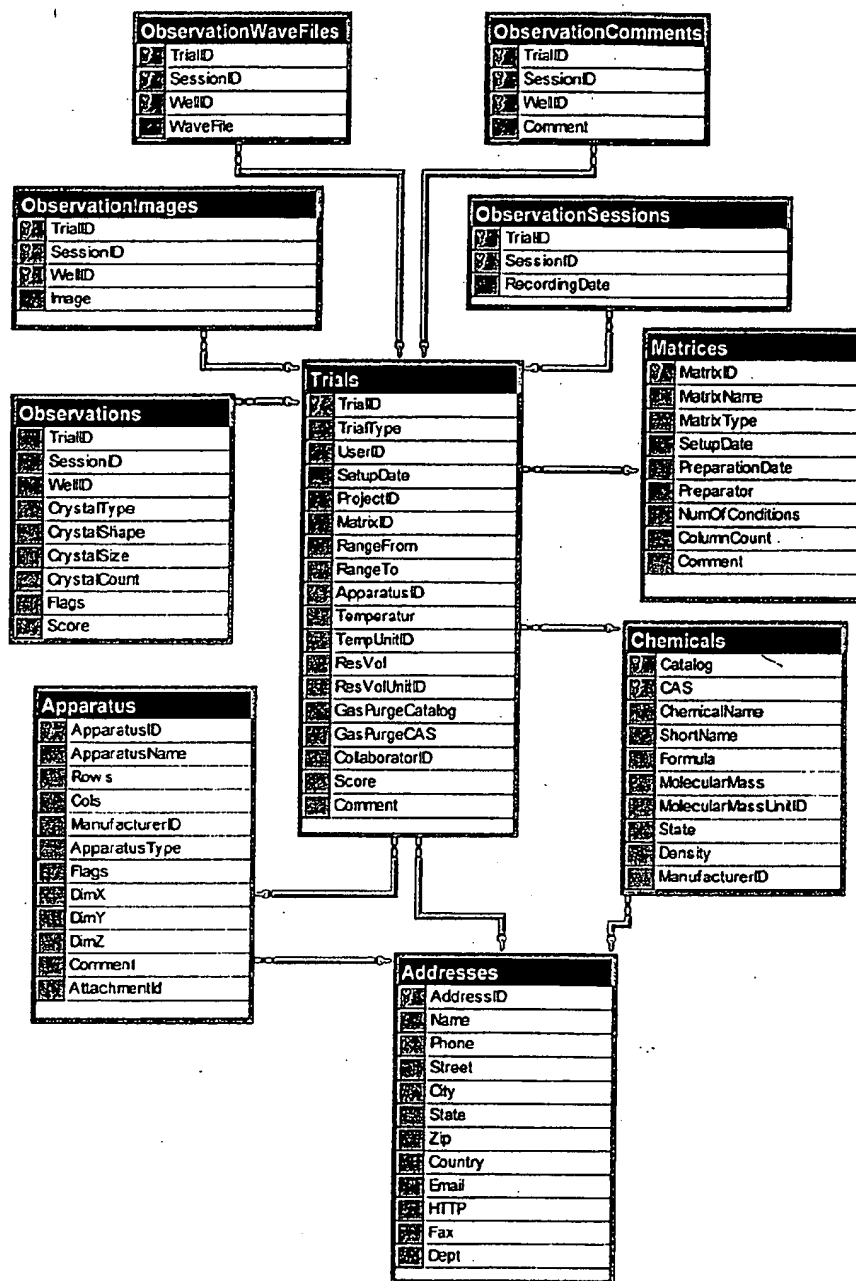 ObservationWaveFiles
TrialID
SessionID
WellID
WaveFile
ObservationComments
TrialID
SessionID
WellID
Comment
ObservationImages
TrialID
SessionID
WellID
Image
ObservationSessions
TrialID
SessionID
RecordingDate
Observations
TrialID
SessionID
WellID
CrystalType
CrystalShape
CrystalSize
CrystalCount
Flags
Score
Trials
TrialID
TrialType
UserID
SetupDate
ProjectID
MatrixID
RangeFrom
RangeTo
ApparatusID
Temperatur
TempUnitID
ResVol
ResVolUnitID
GasPurgeCatalog
GasPurgeCAS
CollaboratorID
Score
Comment
Matrices
MatrixID
MatrixName
MatrixType
SetupDate
PreparationDate
Preparator
NumOfConditions
ColumnCount
Comment
Chemicals
Catalog
CAS
ChemicalName
ShortName
Formula
MolecularMass
MolecularMassUnitID
State
Density
ManufacturerID
Apparatus
ApparatusID
ApparatusName
Rows
Cols
ManufacturerID
ApparatusType
Flags
DimX
DimY
DimZ
Comment
AttachmentId
Addresses
AddressID
Name
Phone
Street
City
State
Zip
Country
Email
HTTP
Fax
Dept